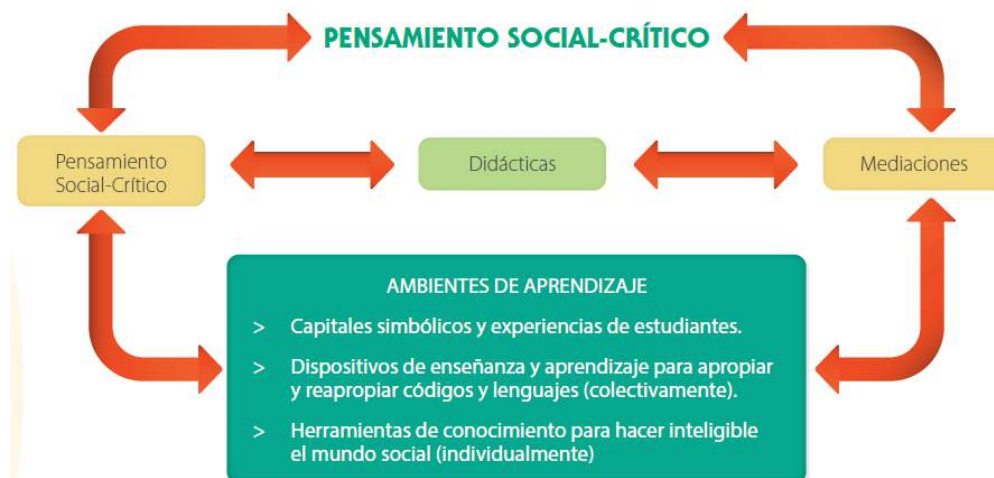 PENSAMIENTO SOCIAL-CRÍTICO
Pensamiento
Social-Crítico
Didácticas
Mediaciones
AMBIENTES DE APRENDIZAJE
> Capitales simbólicos y experiencias de estudiantes.
> Dispositivos de enseñanza y aprendizaje para apropiar
y reapropiar códigos y lenguajes (colectivamente).
> Herramientas de conocimiento para hacer inteligible
el mundo social (individualmente)